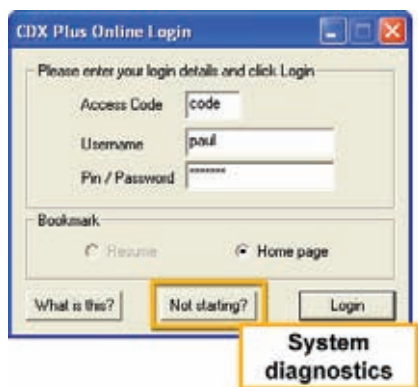 CDX Plus Online Login
Please enter your login details and click Login
Access Code code
Username paul
Pin / Password *******
Bookmark
Resume Home page
What is this? Not starting? Login
System
diagnostics